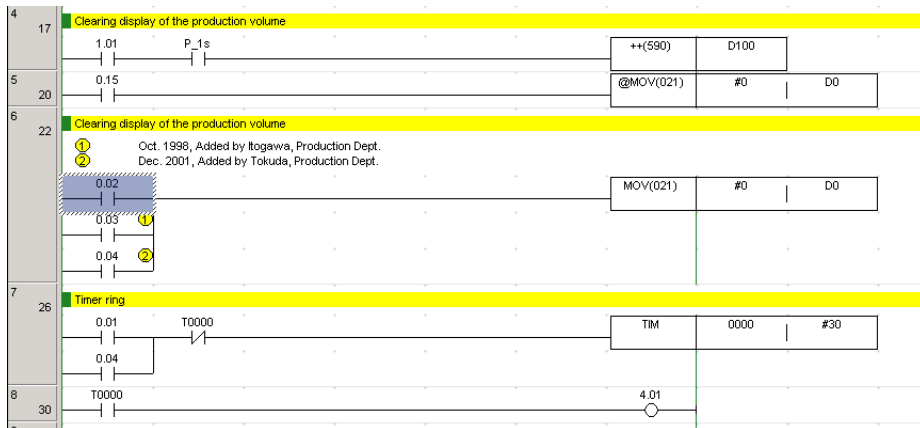 4
17 Clearing display of the production volume
1.01 P_1s ++(590) D100
5 0.15 @MOV(021) #0 D0
20
6
22 Clearing display of the production volume
1 Oct. 1998, Added by Itogawa, Production Dept.
2 Dec. 2001, Added by Tokuda, Production Dept.
0.02 MOV(021) #0 D0
0.03 1
0.04 2
7
26 Timer ring
0.01 T0000 TIM 0000 #30
0.04
8 T0000 4.01
30